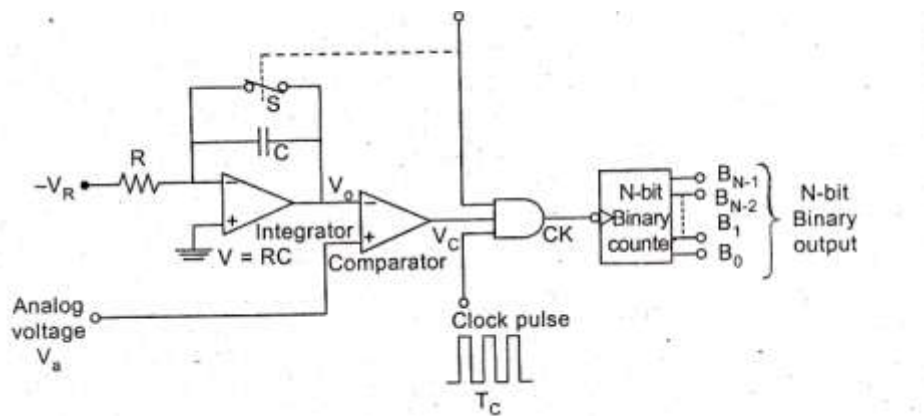 S
C
R
–V_R
V_o
Integrator
V = RC
Comparator
V_C
CK
N-bit
Binary
counte
B_N-1
B_N-2
B_1
B_0
N-bit
Binary
output
Analog
voltage
V_a
Clock pulse
T_C